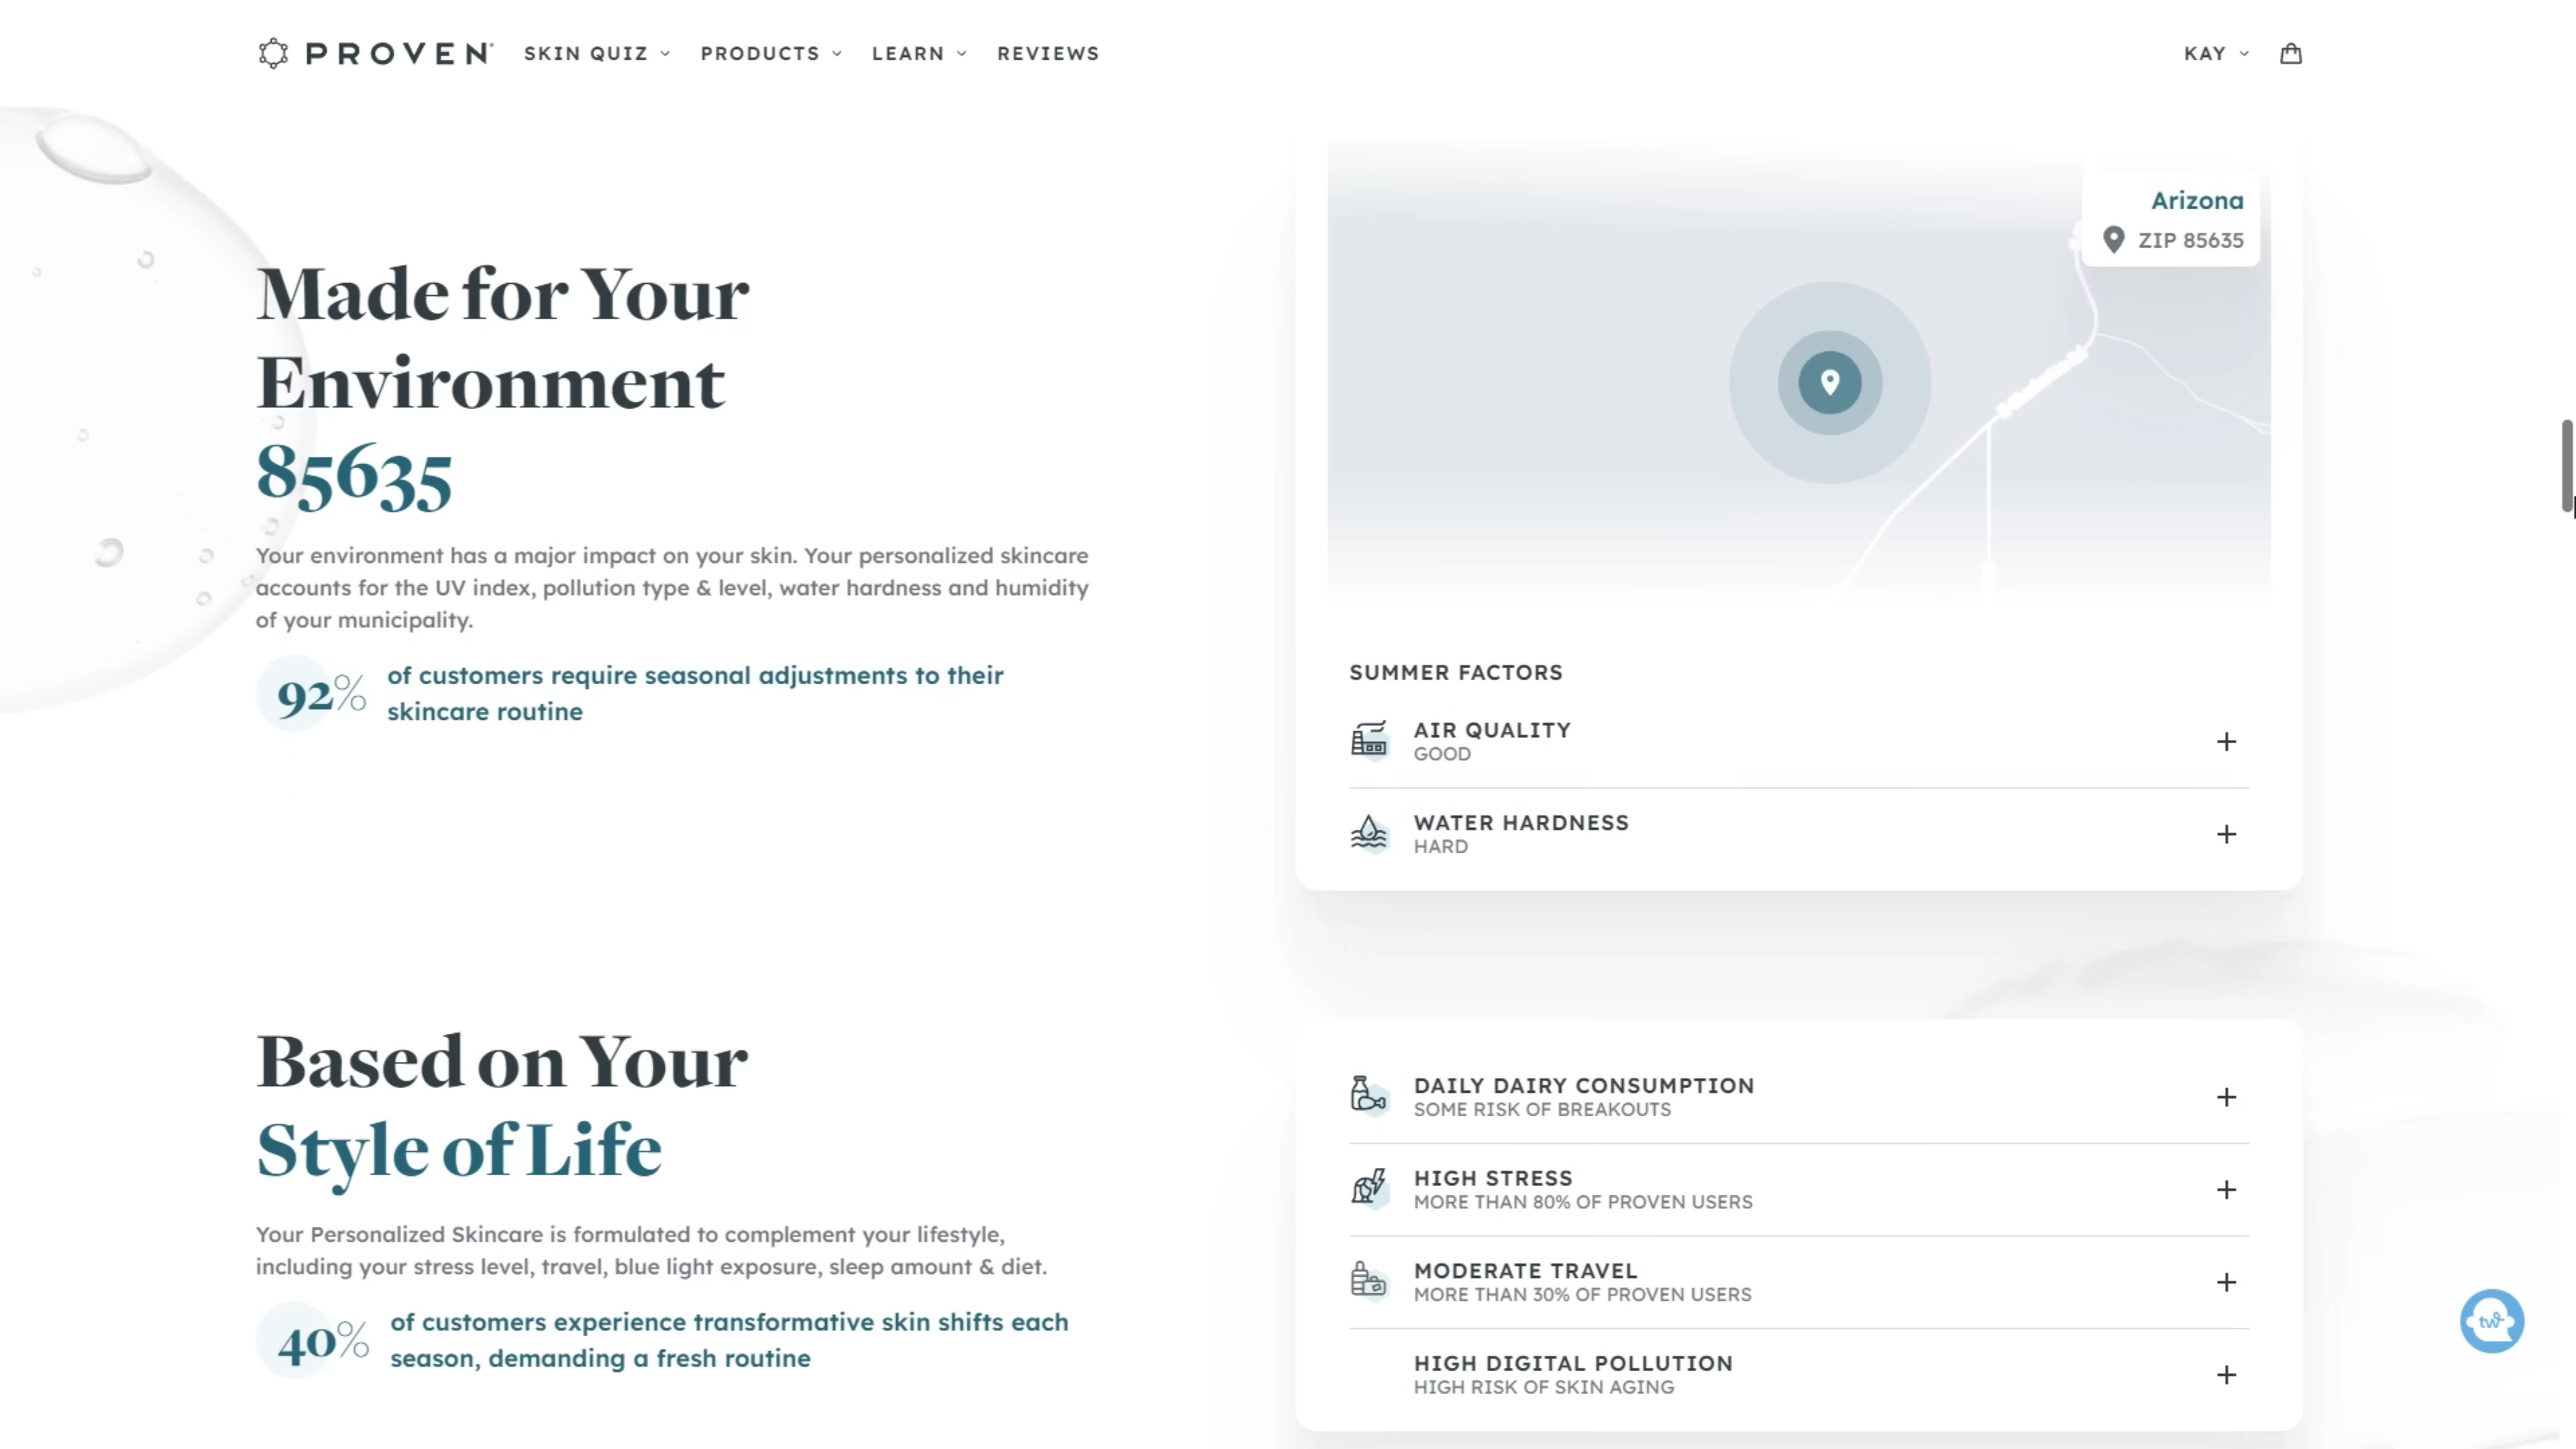 PROVEN
SKIN QUIZ
PRODUCTS
LEARN
REVIEWS
KAY
Made for Your
Environment
85635
Your environment has a major impact on your skin. Your personalized skincare
accounts for the UV index, pollution type & level, water hardness and humidity
of your municipality.
92%
of customers require seasonal adjustments to their
skincare routine
Arizona
ZIP 85635
SUMMER FACTORS
AIR QUALITY
GOOD
WATER HARDNESS
HARD
Based on Your
Style of Life
Your Personalized Skincare is formulated to complement your lifestyle,
including your stress level, travel, blue light exposure, sleep amount & diet.
40%
of customers experience transformative skin shifts each
season, demanding a fresh routine
DAILY DAIRY CONSUMPTION
SOME RISK OF BREAKOUTS
HIGH STRESS
MORE THAN 80% OF PROVEN USERS
MODERATE TRAVEL
MORE THAN 30% OF PROVEN USERS
HIGH DIGITAL POLLUTION
HIGH RISK OF SKIN AGING
tw